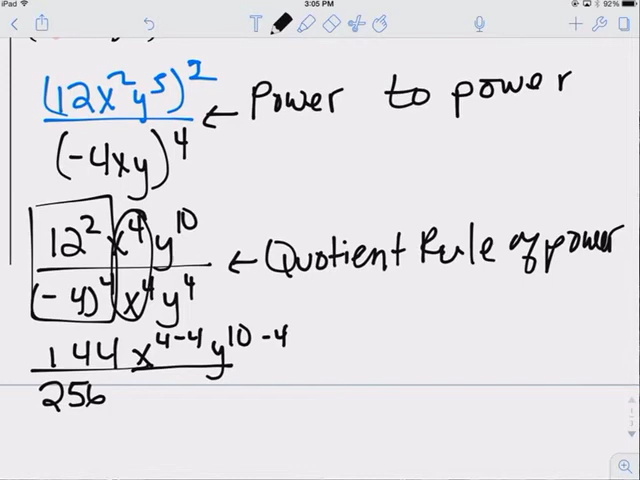 iPad 3:05 PM 92%
T
(12x²y⁵)²
← Power to power
(-4xy)⁴
12² x⁴ y¹⁰
← Quotient Rule of power
(-4)⁴ x⁴ y⁴
144 x⁴⁻⁴ y¹⁰⁻⁴
256